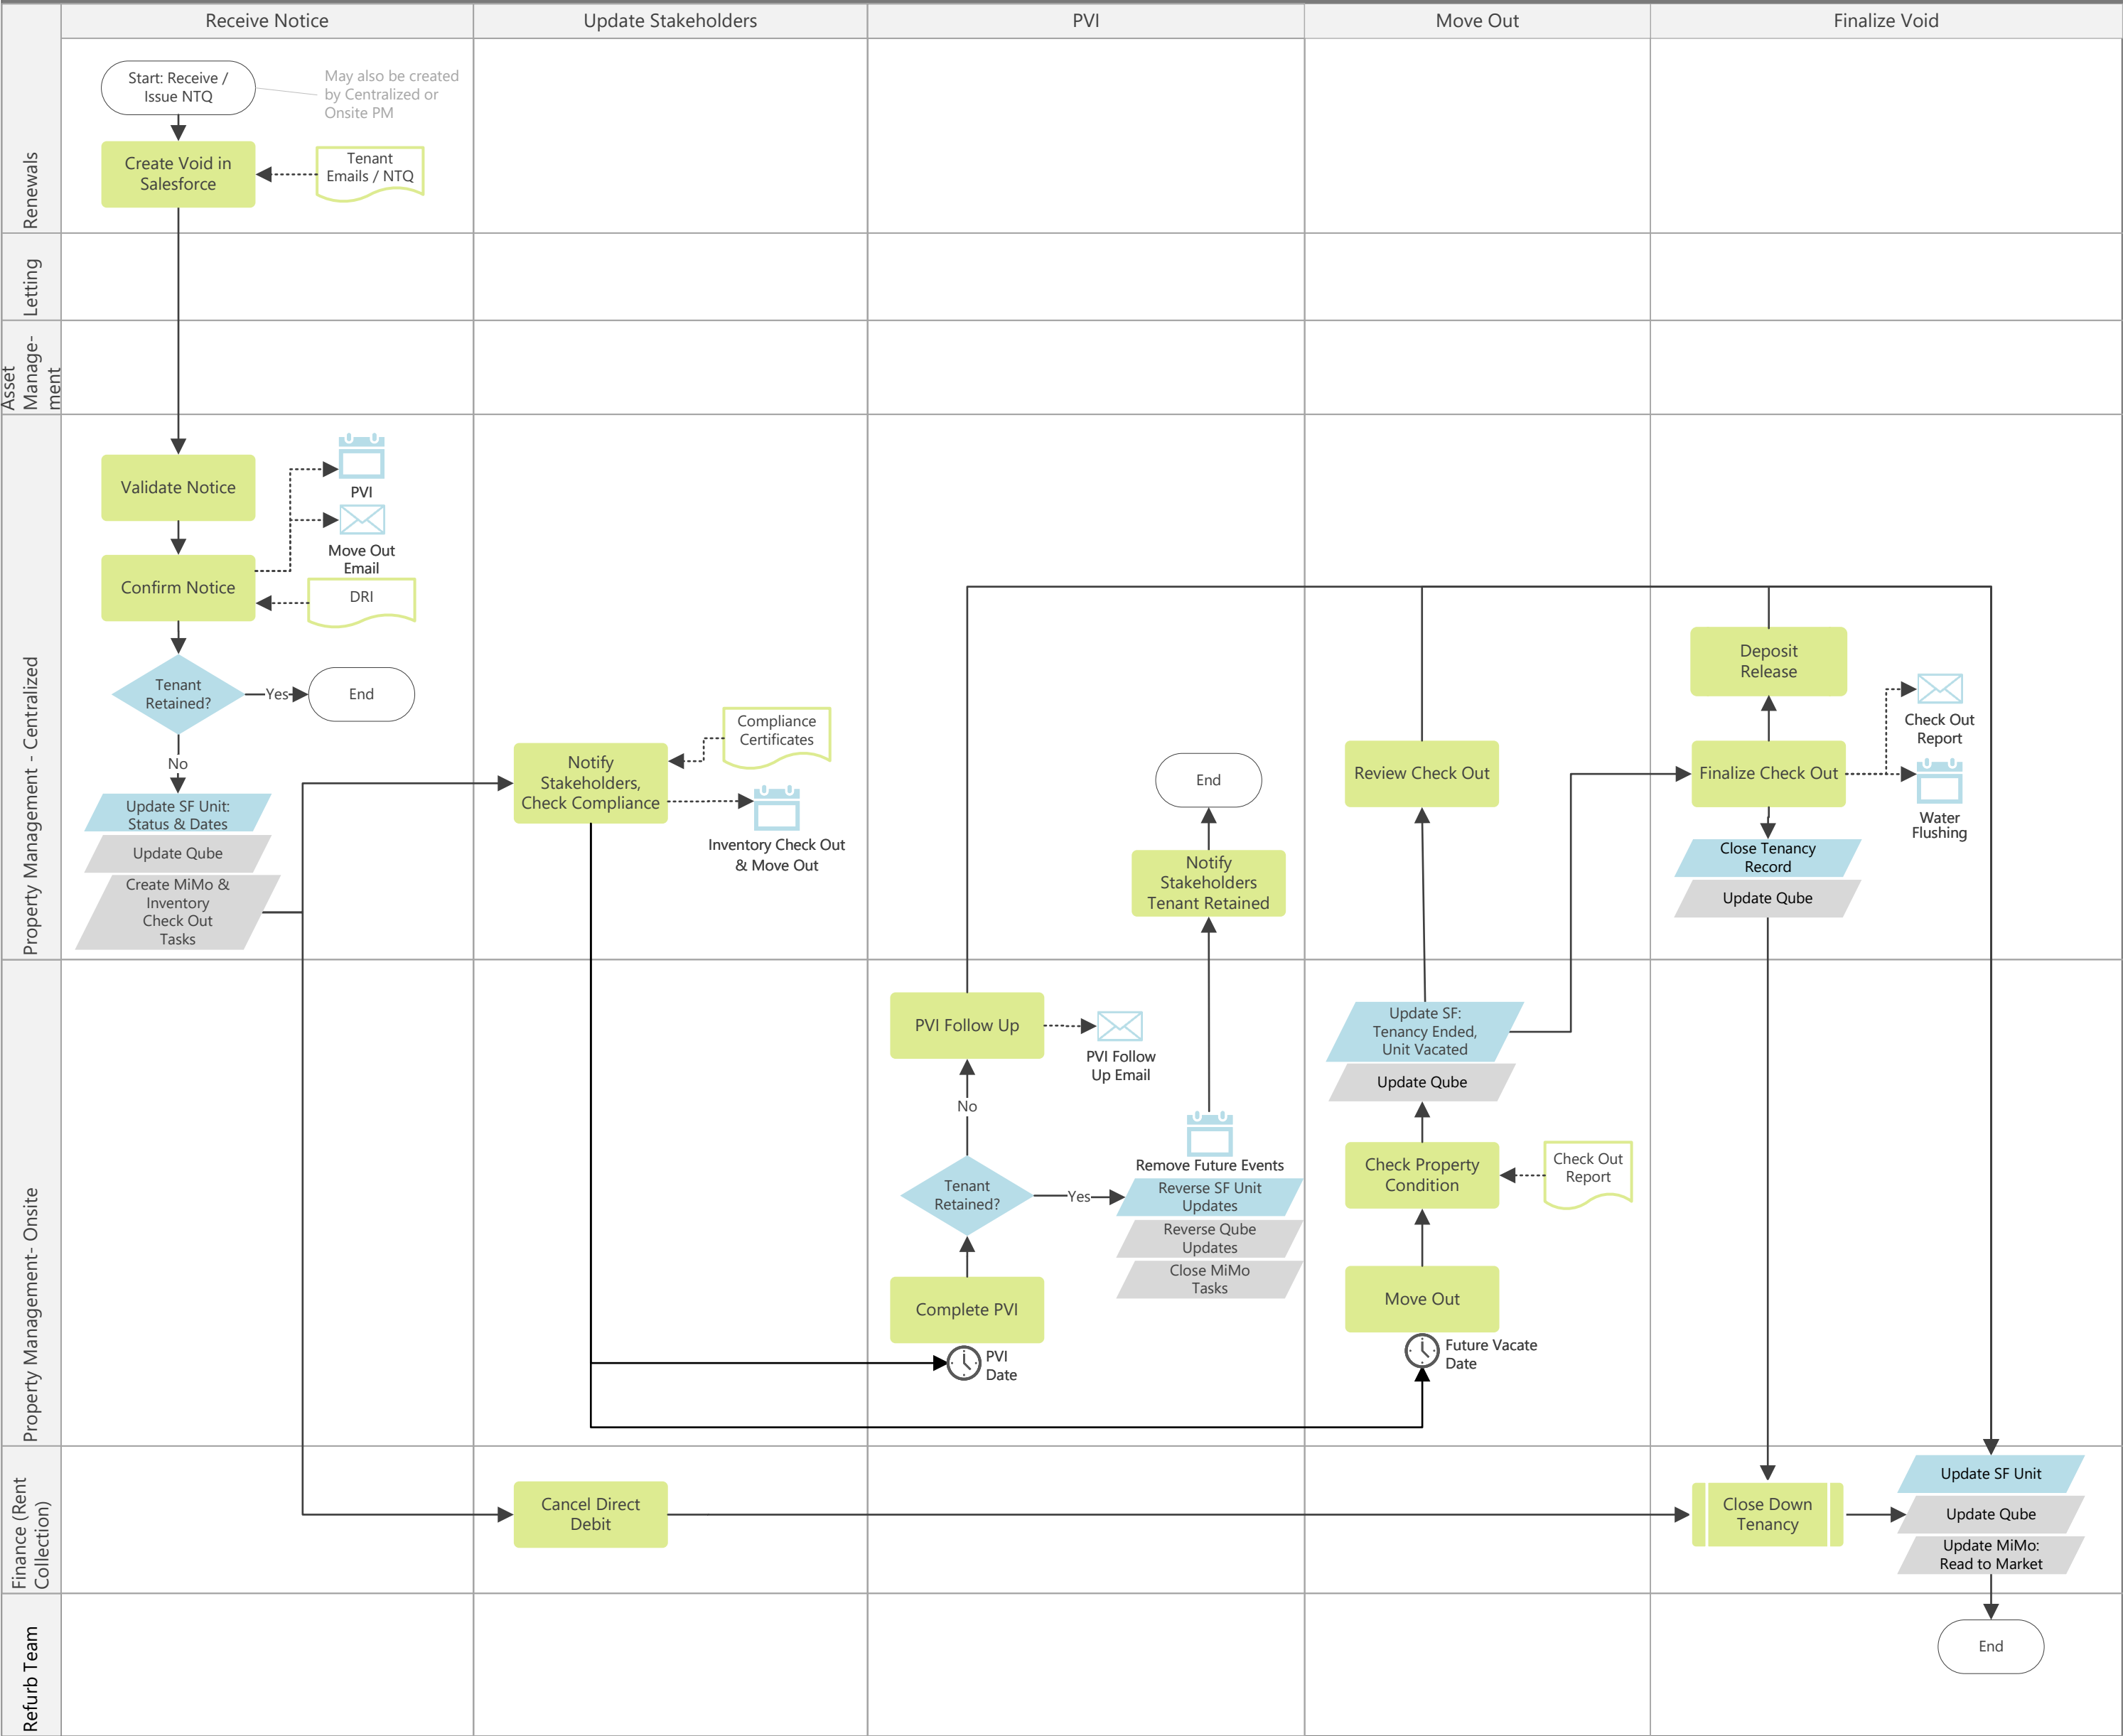 Receive Notice
Update Stakeholders
PVI
Move Out
Finalize Void
Renewals
Start: Receive /
Issue NTQ
May also be created
by Centralized or
Onsite PM
Create Void in
Salesforce
Tenant
Emails / NTQ
Letting
Asset
Manage-
ment
Property Management - Centralized
Validate Notice
PVI
Move Out
Email
Confirm Notice
DRI
Tenant
Retained?
Yes
End
No
Update SF Unit:
Status & Dates
Update Qube
Create MiMo &
Inventory
Check Out
Tasks
Notify
Stakeholders,
Check Compliance
Compliance
Certificates
Inventory Check Out
& Move Out
End
Notify
Stakeholders
Tenant Retained
Review Check Out
Deposit
Release
Finalize Check Out
Check Out
Report
Water
Flushing
Close Tenancy
Record
Update Qube
Property Management- Onsite
PVI Follow Up
PVI Follow
Up Email
No
Tenant
Retained?
Yes
Remove Future Events
Reverse SF Unit
Updates
Reverse Qube
Updates
Close MiMo
Tasks
Complete PVI
PVI
Date
Update SF:
Tenancy Ended,
Unit Vacated
Update Qube
Check Property
Condition
Check Out
Report
Move Out
Future Vacate
Date
Finance (Rent
Collection)
Cancel Direct
Debit
Close Down
Tenancy
Update SF Unit
Update Qube
Update MiMo:
Read to Market
Refurb Team
End